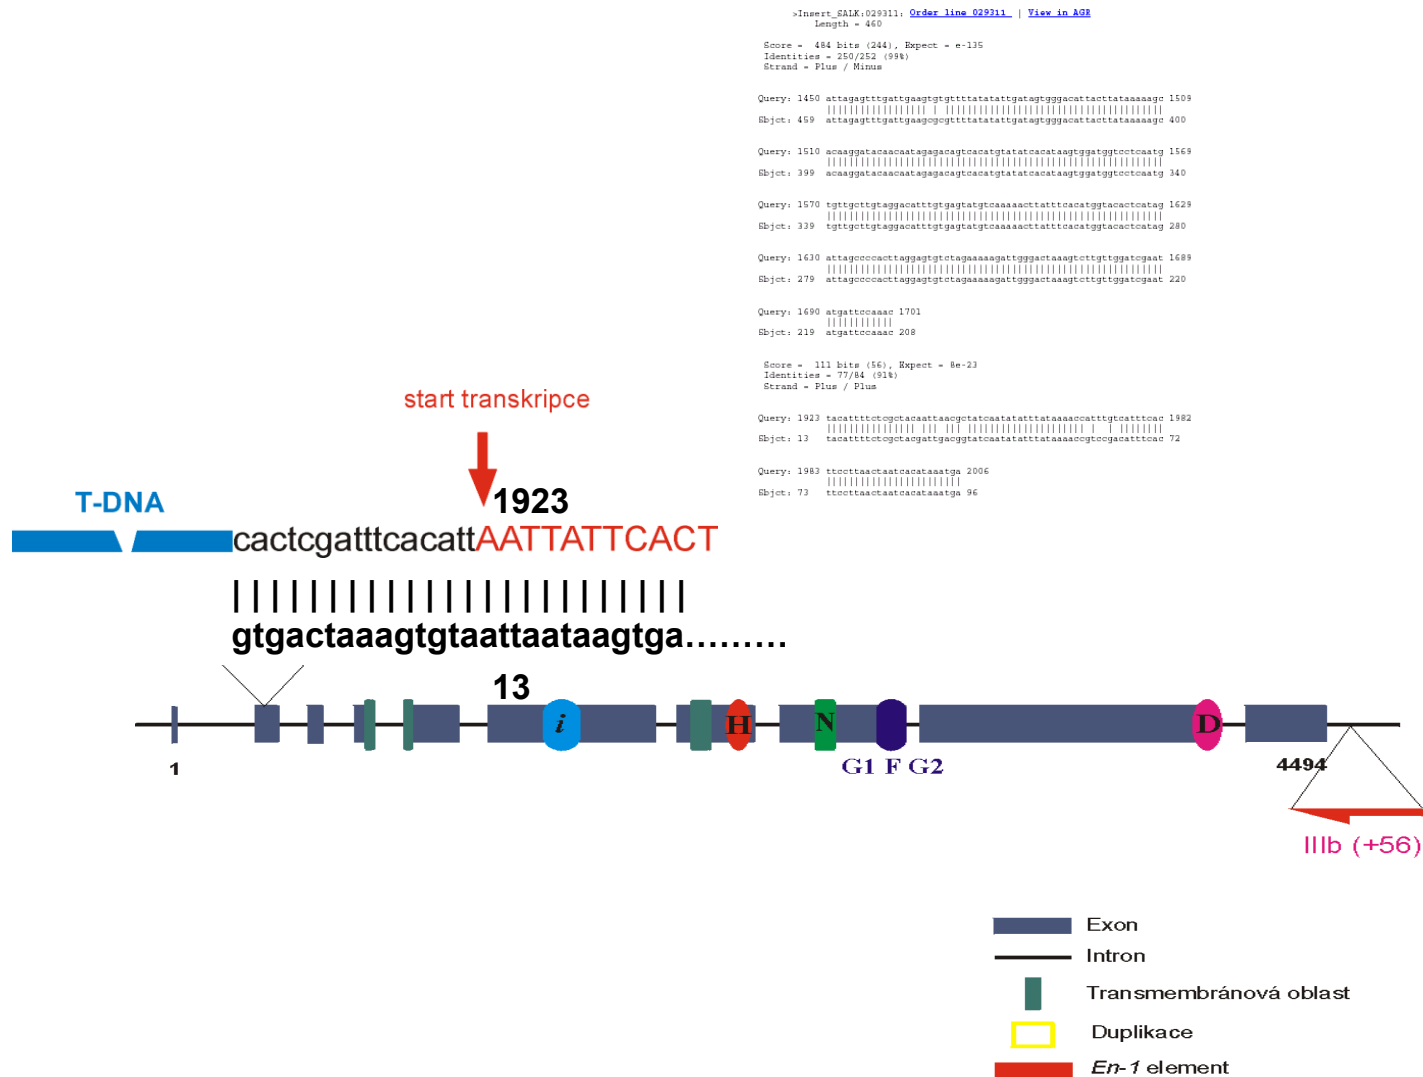 >Insert_SALK:029311: Order line 029311 | View in AGR
Length = 460
Score = 484 bits (244), Expect = e-135
Identities = 250/252 (99%)
Strand = Plus / Minus
Query: 1450 attagagtttgattgaagtgtgttttatatattgatagtgggacattacttataaaaagc 1509
Sbjct: 459 attagagtttgattgaagcgcgttttatatattgatagtgggacattacttataaaaagc 400
Query: 1510 acaaggatacaacaatagagacagtcacatgtatatcacataagtggatggtcctcaatg 1569
Sbjct: 399 acaaggatacaacaatagagacagtcacatgtatatcacataagtggatggtcctcaatg 340
Query: 1570 tgttgcttgtaggacatttgtgagtatgtcaaaaacttatttcacatggtacactcatag 1629
Sbjct: 339 tgttgcttgtaggacatttgtgagtatgtcaaaaacttatttcacatggtacactcatag 280
Query: 1630 attagccccacttaggagtgtctagaaaaagattgggactaaagtcttgttggatcgaat 1689
Sbjct: 279 attagccccacttaggagtgtctagaaaaagattgggactaaagtcttgttggatcgaat 220
Query: 1690 atgattccaaac 1701
Sbjct: 219 atgattccaaac 208
Score = 111 bits (56), Expect = 8e-23
Identities = 77/84 (91%)
Strand = Plus / Plus
Query: 1923 tacattttctcgctacaattaacgctatcaatatatttataaaaccatttgtcatttcac 1982
Sbjct: 13 tacattttctcgctacgattgacggtatcaatatatttataaaaccgtccgacatttcac 72
Query: 1983 ttccttaactaatcacataaatga 2006
Sbjct: 73 ttccttaactaatcacataaatga 96
start transkripce
T-DNA
1923
cactcgatttcacattAATTATTCACT
gtgactaaagtgtaattaataagtga.........
13
i
H
N
D
1
G1 F G2
4494
IIIb (+56)
Exon
Intron
Transmembránová oblast
Duplikace
En-1 element